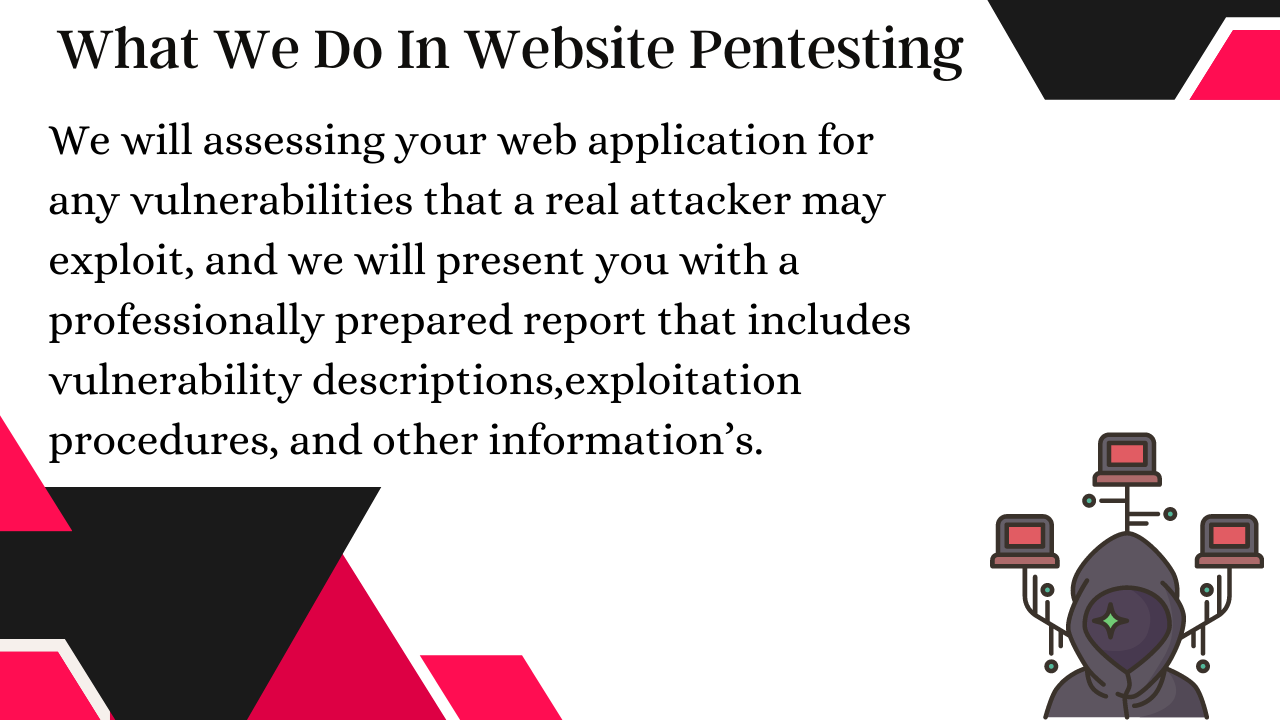 What We Do In Website Pentesting
We will assessing your web application for
any vulnerabilities that a real attacker may
exploit, and we will present you with a
professionally prepared report that includes
vulnerability descriptions,exploitation
procedures, and other information’s.